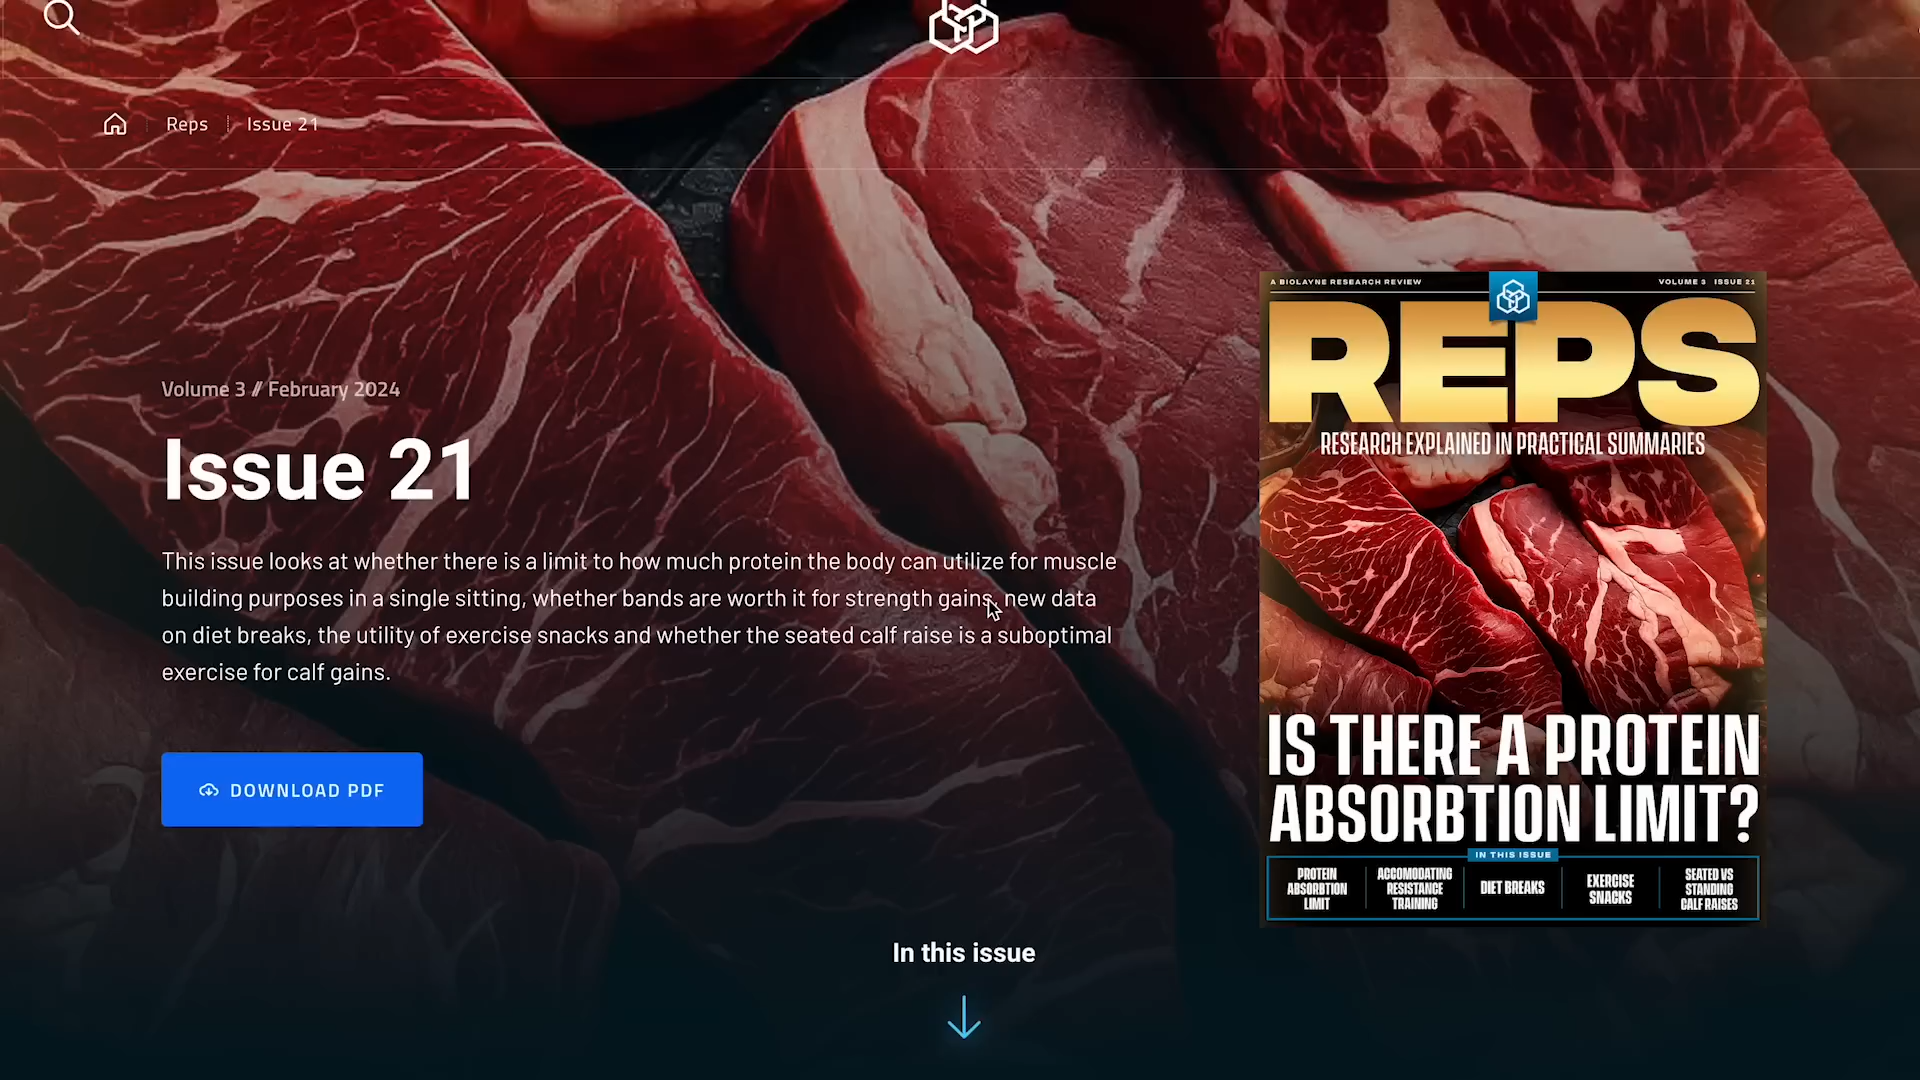 Reps
Issue 21
Volume 3 // February 2024
Issue 21
This issue looks at whether there is a limit to how much protein the body can utilize for muscle
building purposes in a single sitting, whether bands are worth it for strength gains, new data
on diet breaks, the utility of exercise snacks and whether the seated calf raise is a suboptimal
exercise for calf gains.
DOWNLOAD PDF
A BIOLAYNE RESEARCH REVIEW
VOLUME 3 ISSUE 21
REPS
RESEARCH EXPLAINED IN PRACTICAL SUMMARIES
IS THERE A PROTEIN
ABSORBTION LIMIT?
IN THIS ISSUE
PROTEIN
ABSORBTION
LIMIT
ACCOMODATING
RESISTANCE
TRAINING
DIET BREAKS
EXERCISE
SNACKS
SEATED VS
STANDING
CALF RAISES
In this issue